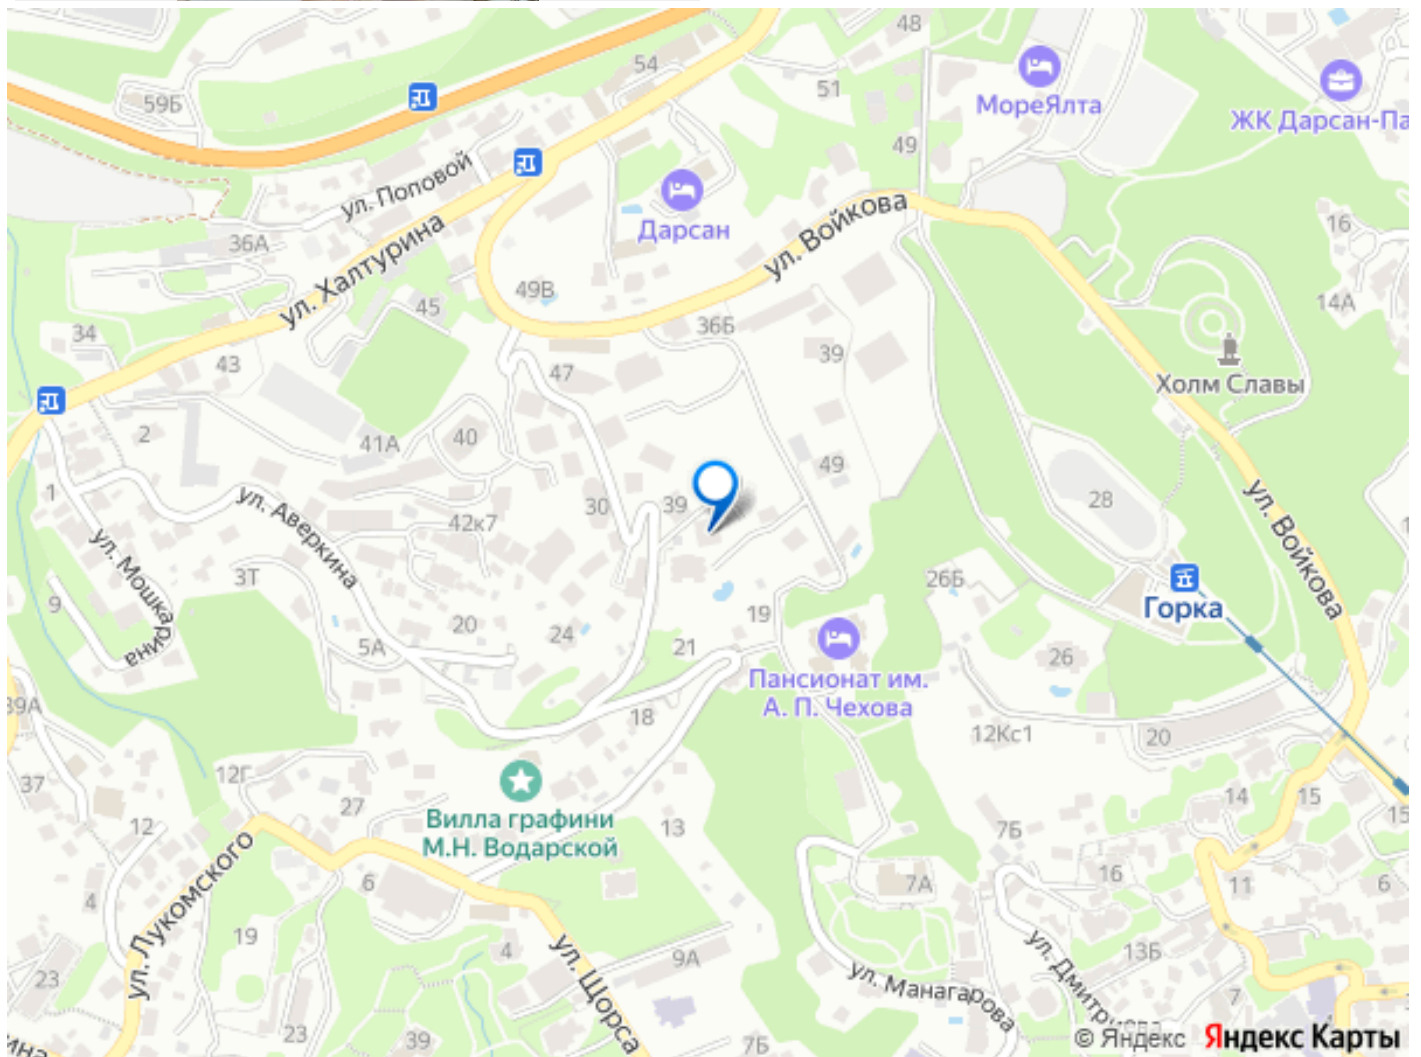 48
54
51
59Б
МореЯлта
ЖК Дарсан-Па
49
ул. Поповой
Дарсан
ул. Войкова
16
36А
ул. Халтурина
49В
45
14А
34
36Б
39
43
47
Холм Славы
2
41А
40
1
49
39
30
28
ул. Войкова
ул. Аверкина
42к7
ул. Мошкарина
3Т
26Б
Горка
9
20
24
19
5А
21
26
Пансионат им.
А. П. Чехова
39А
18
12Кс1
20
12Г
37
27
14
15
15
Вилла графини
М.Н. Водарской
12
13
7Б
16
6
7А
11
6
4
ул. Лукомского
19
4
ул. Щорса
9А
ул. Дмитриева
13Б
23
ул. Манагарова
7
23
39
7Б
ина
© Яндекс Яндекс Карты